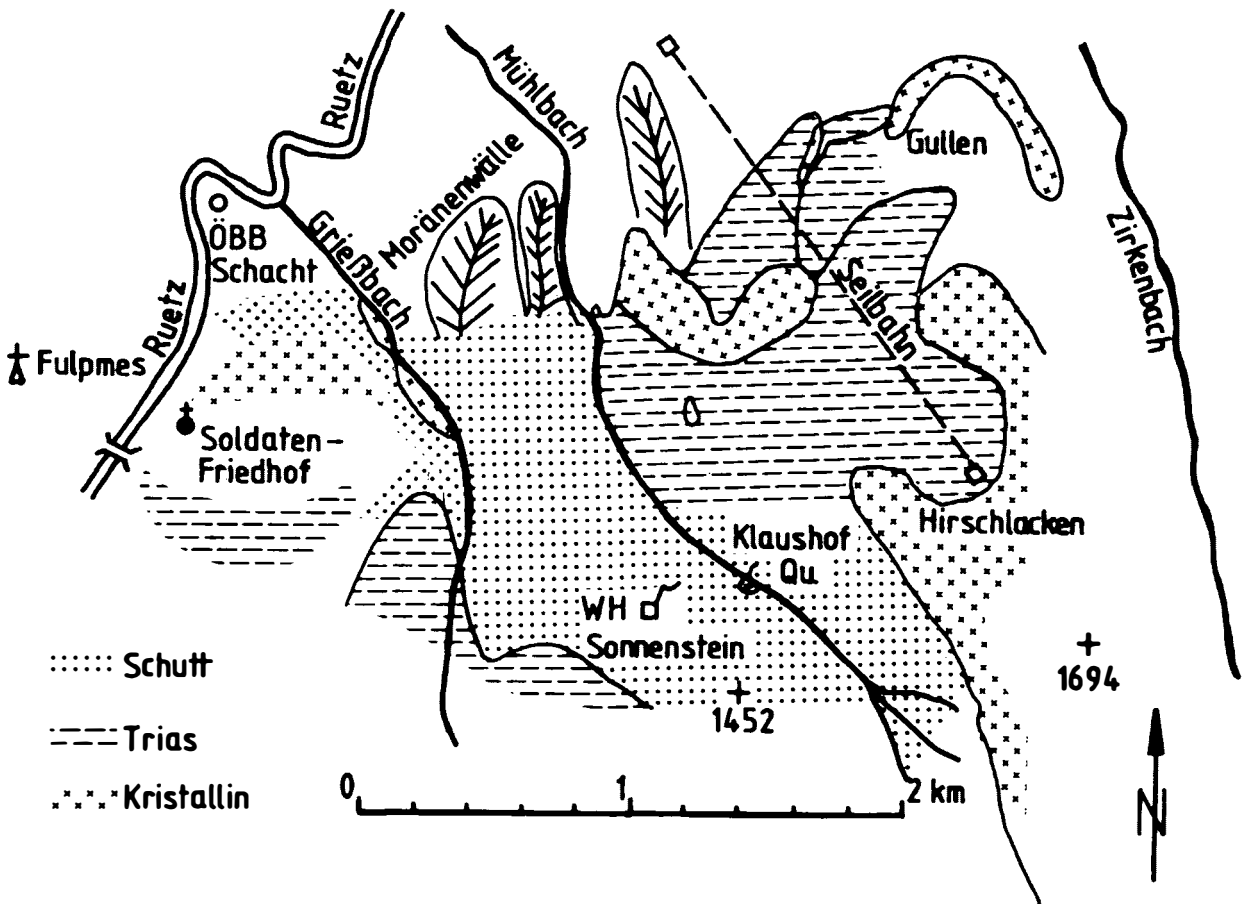 Ruetz
Mühlbach
Moränenwälle
Gullen
Zirkenbach
ÖBB
Schacht
Grießbach
Seilbahn
Ruetz
Fulpmes
Soldaten-
Friedhof
Hirschlacken
Klaushof
Qu
WH
Sonnenstein
1694
1452
Schutt
Trias
Kristallin
0
1
2 km
N